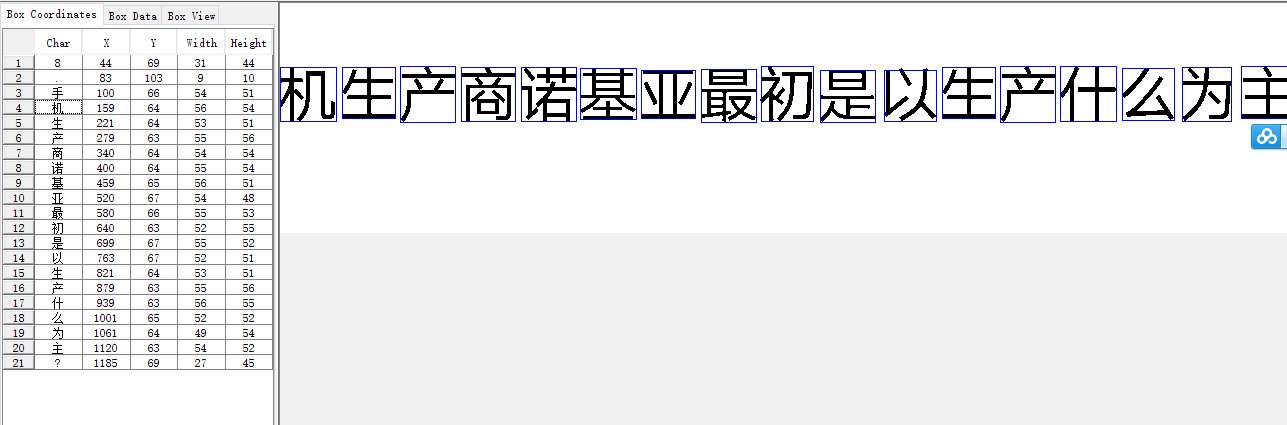 Box Coordinates Box Data Box View
Char X Y Width Height
1 8 44 69 31 44
2 . 83 103 9 10
3 手 100 66 54 51
4 机 159 64 56 54
5 生 221 64 53 51
6 产 279 63 55 56
7 商 340 64 54 54
8 诺 400 64 55 54
9 基 459 65 56 51
10 亚 520 67 54 48
11 最 580 66 55 53
12 初 640 63 52 55
13 是 699 67 55 52
14 以 763 67 52 51
15 生 821 64 53 51
16 产 879 63 55 56
17 什 939 63 56 55
18 么 1001 65 52 52
19 为 1061 64 49 54
20 主 1120 63 54 52
21 ? 1185 69 27 45
机生产商诺基亚最初是以生产什么为主